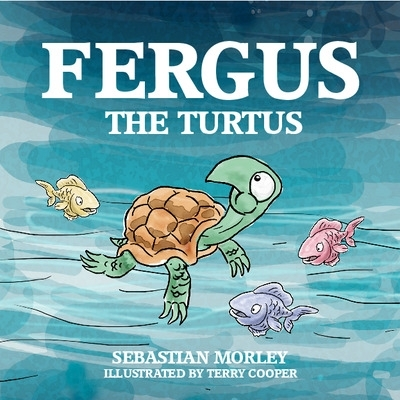 FERGUS
THE TURTUS
SEBASTIAN MORLEY
ILLUSTRATED BY TERRY COOPER